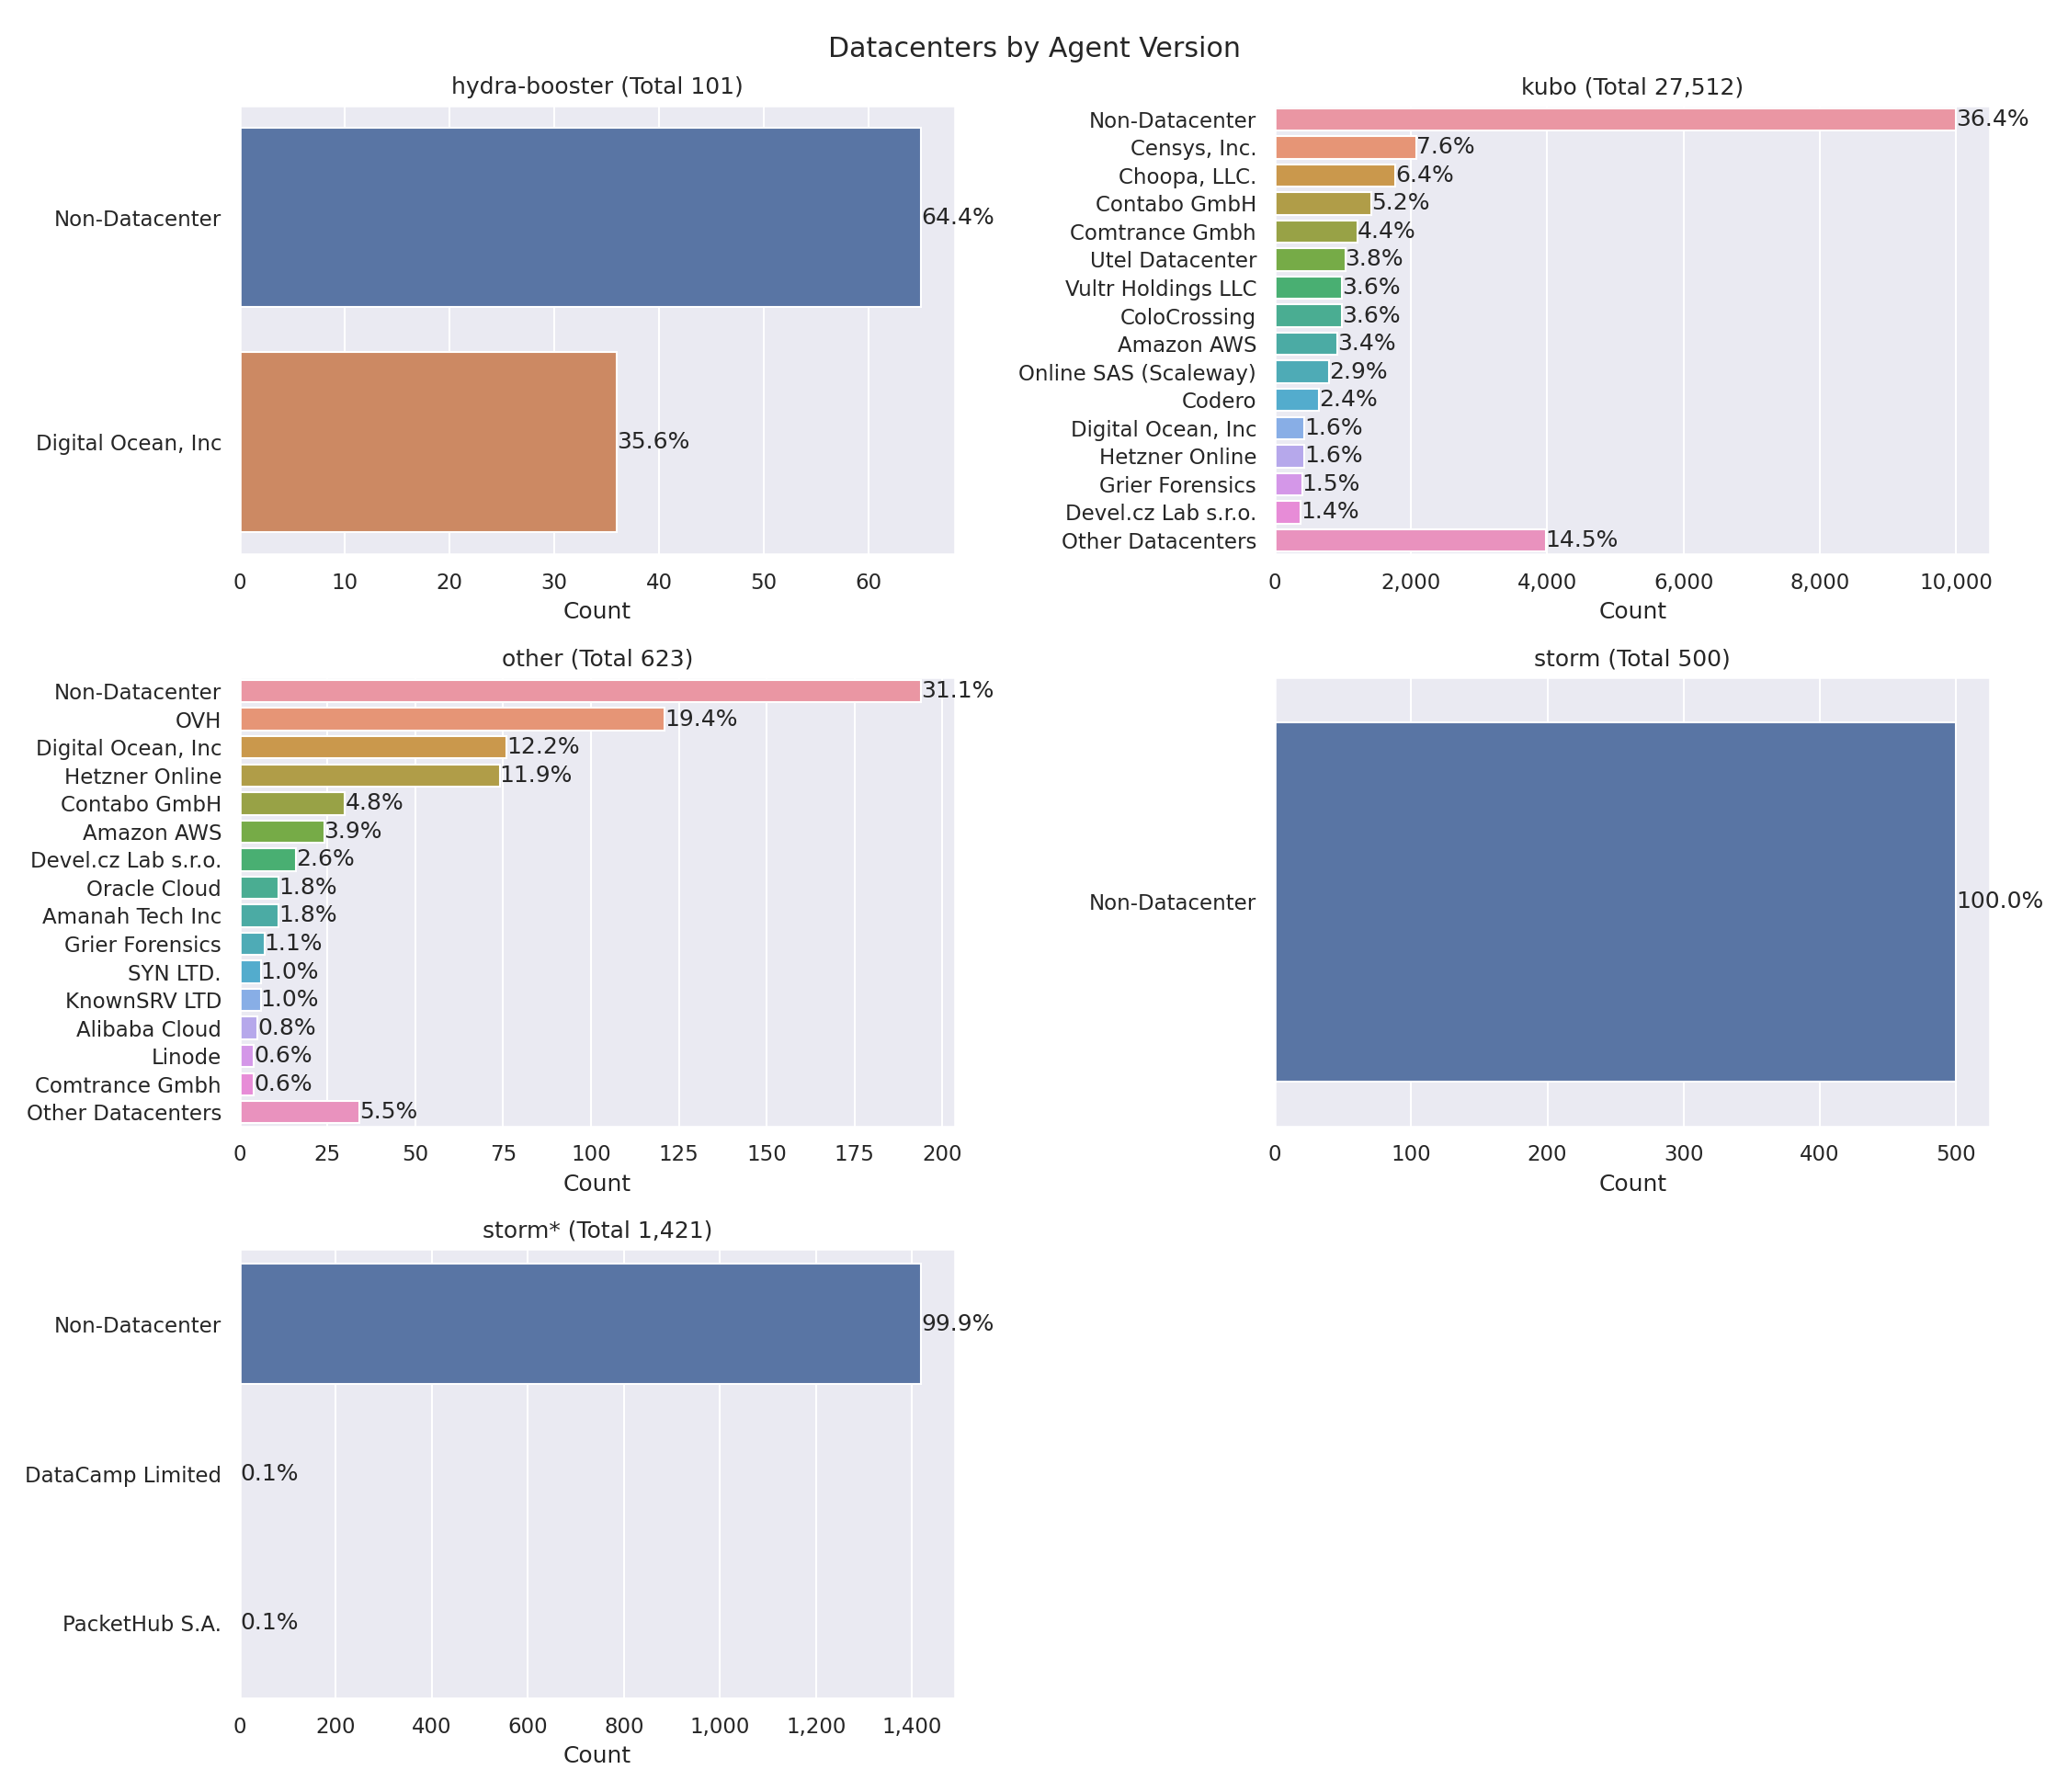 Datacenters by Agent Version
hydra-booster (Total 101)
Non-Datacenter
64.4%
Digital Ocean, Inc
35.6%
0 10 20 30 40 50 60
Count
kubo (Total 27,512)
Non-Datacenter 36.4%
Censys, Inc. 7.6%
Choopa, LLC. 6.4%
Contabo GmbH 5.2%
Comtrance Gmbh 4.4%
Utel Datacenter 3.8%
Vultr Holdings LLC 3.6%
ColoCrossing 3.6%
Amazon AWS 3.4%
Online SAS (Scaleway) 2.9%
Codero 2.4%
Digital Ocean, Inc 1.6%
Hetzner Online 1.6%
Grier Forensics 1.5%
Devel.cz Lab s.r.o. 1.4%
Other Datacenters 14.5%
0 2,000 4,000 6,000 8,000 10,000
Count
other (Total 623)
Non-Datacenter 31.1%
OVH 19.4%
Digital Ocean, Inc 12.2%
Hetzner Online 11.9%
Contabo GmbH 4.8%
Amazon AWS 3.9%
Devel.cz Lab s.r.o. 2.6%
Oracle Cloud 1.8%
Amanah Tech Inc 1.8%
Grier Forensics 1.1%
SYN LTD. 1.0%
KnownSRV LTD 1.0%
Alibaba Cloud 0.8%
Linode 0.6%
Comtrance Gmbh 0.6%
Other Datacenters 5.5%
0 25 50 75 100 125 150 175 200
Count
storm (Total 500)
Non-Datacenter 100.0%
0 100 200 300 400 500
Count
storm* (Total 1,421)
Non-Datacenter 99.9%
DataCamp Limited 0.1%
PacketHub S.A. 0.1%
0 200 400 600 800 1,000 1,200 1,400
Count